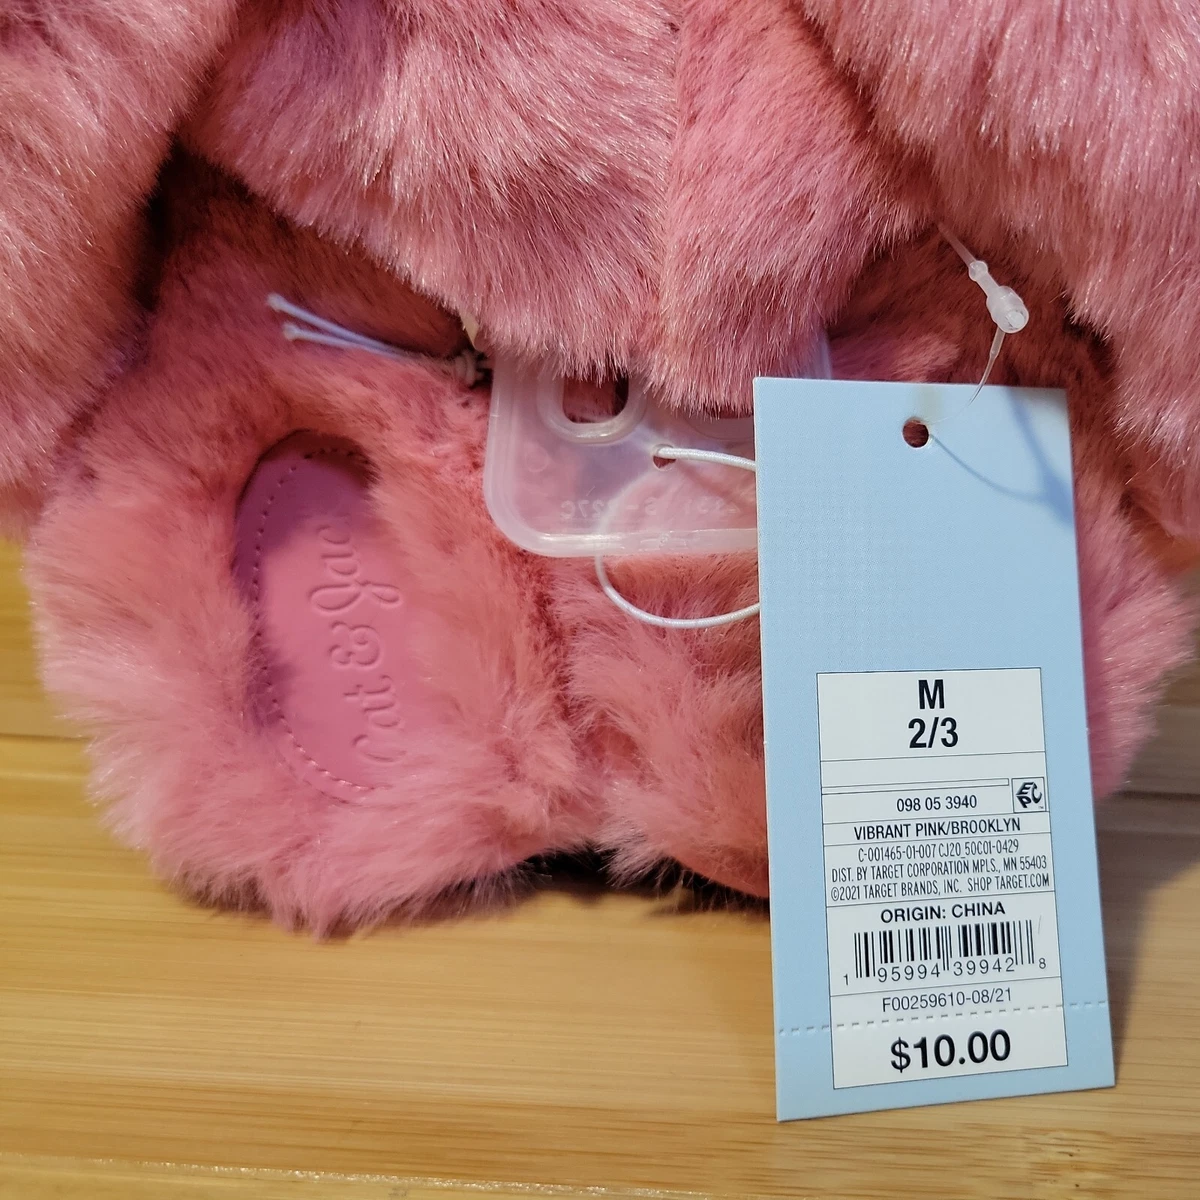 Cat & Jack
M
2/3
098 05 3940
VIBRANT PINK/BROOKLYN
C-001465-01-007 CJ20_50C01-0429
DIST. BY TARGET CORPORATION MPLS., MN 55403
©2021 TARGET BRANDS, INC. SHOP TARGET.COM
ORIGIN: CHINA
1 95994 39942 8
F00259610-08/21
$10.00